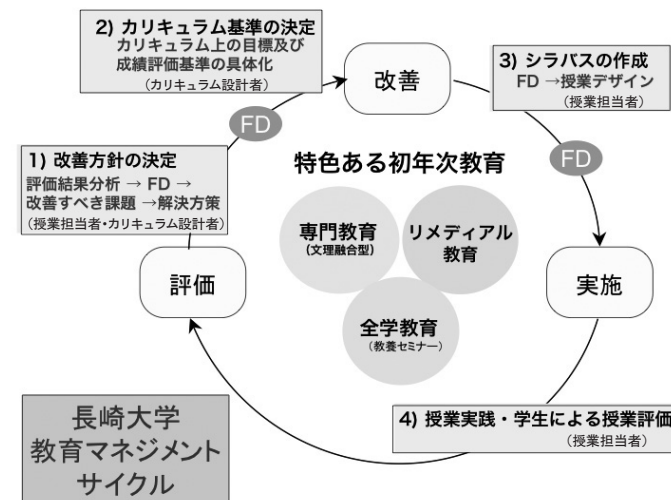 2) カリキュラム基準の決定
カリキュラム上の目標及び
成績評価基準の具体化
（カリキュラム設計者）
改善
3) シラバスの作成
FD →授業デザイン
（授業担当者）
FD
FD
1) 改善方針の決定
評価結果分析 → FD →
改善すべき課題 →解決方策
（授業担当者・カリキュラム設計者）
特色ある初年次教育
専門教育
（文理融合型）
リメディアル
教育
全学教育
（教養セミナー）
評価
実施
4) 授業実践・学生による授業評価
（授業担当者）
長崎大学
教育マネジメント
サイクル